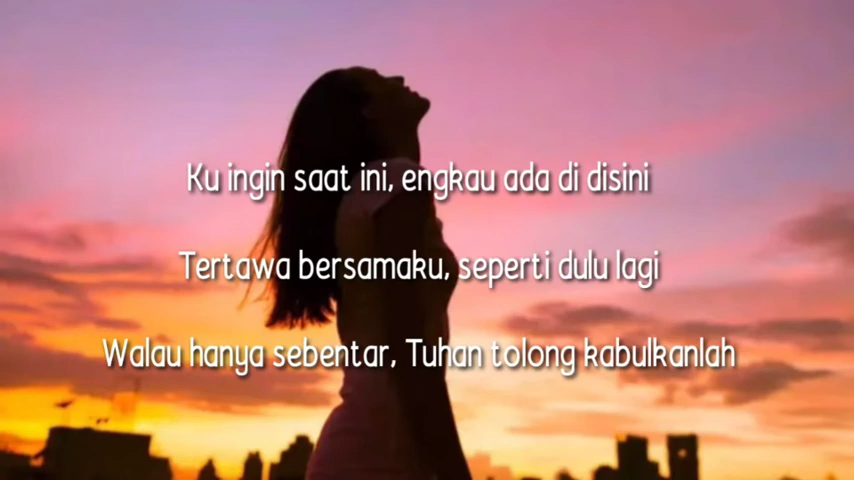 Ku ingin saat ini, engkau ada di disini
Tertawa bersamaku, seperti dulu lagi
Walau hanya sebentar, Tuhan tolong kabulkanlah